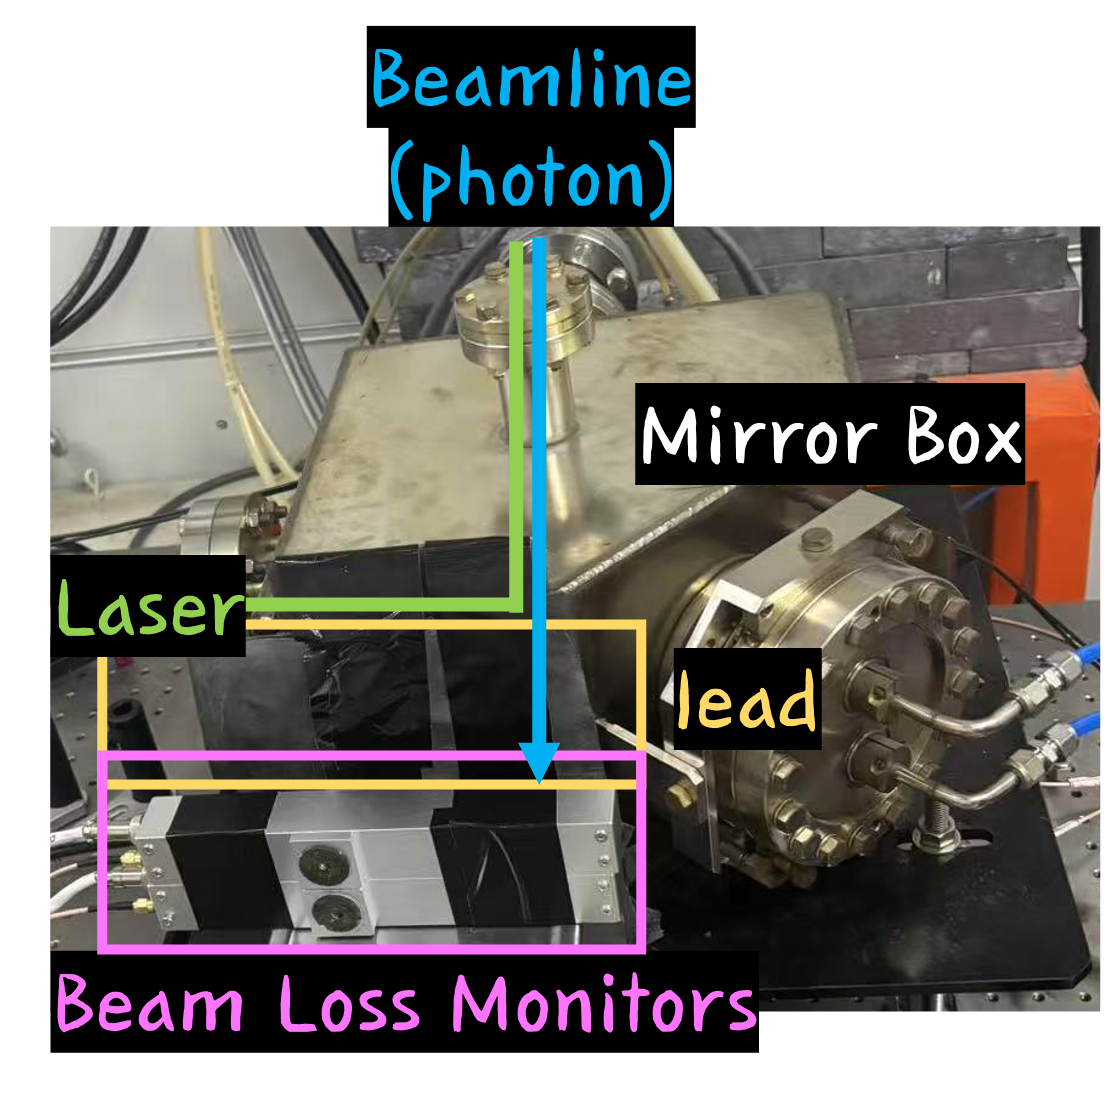 Beamline
(photon)
Mirror Box
Laser
lead
Beam Loss Monitors